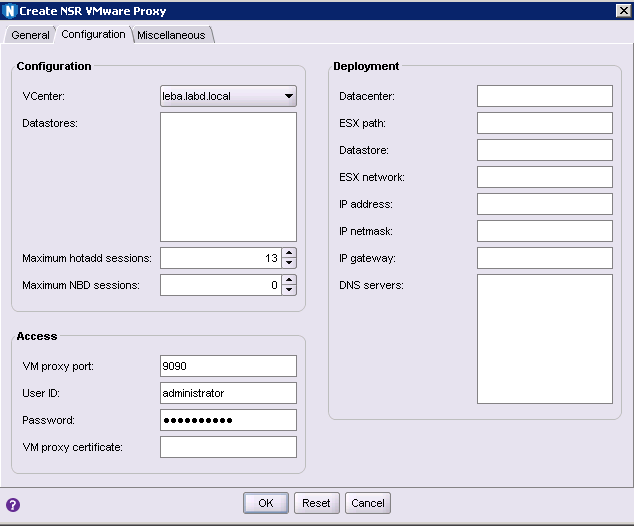 N Create NSR VMware Proxy
General Configuration Miscellaneous
Configuration
VCenter: leba.labd.local
Datastores:
Maximum hotadd sessions: 13
Maximum NBD sessions: 0
Access
VM proxy port: 9090
User ID: administrator
Password: ●●●●●●●●●●
VM proxy certificate:
Deployment
Datacenter:
ESX path:
Datastore:
ESX network:
IP address:
IP netmask:
IP gateway:
DNS servers:
? OK Reset Cancel